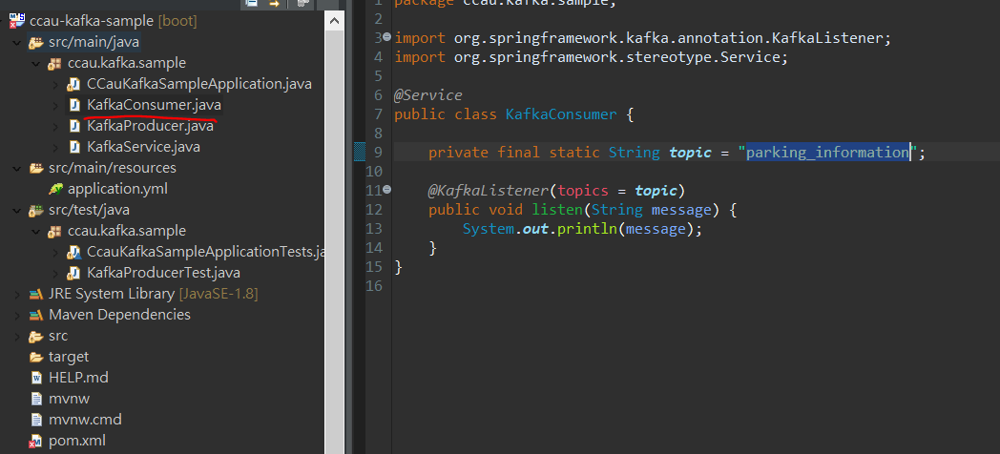 ccau-kafka-sample [boot]
src/main/java
ccau.kafka.sample
CCauKafkaSampleApplication.java
KafkaConsumer.java
KafkaProducer.java
KafkaService.java
src/main/resources
application.yml
src/test/java
ccau.kafka.sample
CcauKafkaSampleApplicationTests.ja
KafkaProducerTest.java
JRE System Library [JavaSE-1.8]
Maven Dependencies
src
target
HELP.md
mvnw
mvnw.cmd
pom.xml
1 package ccau.kafka.sample;
2
3 import org.springframework.kafka.annotation.KafkaListener;
4 import org.springframework.stereotype.Service;
5
6 @Service
7 public class KafkaConsumer {
8
9 private final static String topic = "parking_information";
10
11 @KafkaListener(topics = topic)
12 public void listen(String message) {
13 System.out.println(message);
14 }
15 }
16